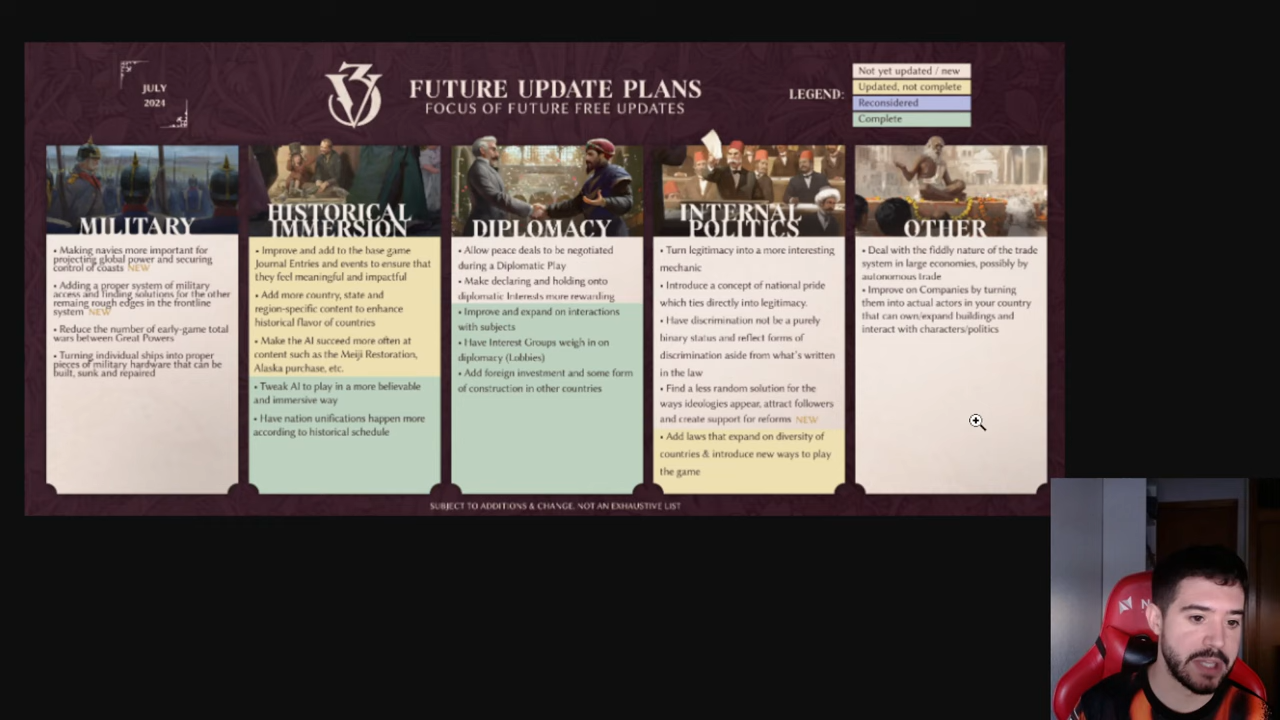 JULY
2024
V3
FUTURE UPDATE PLANS
FOCUS OF FUTURE FREE UPDATES
LEGEND:
Not yet updated / new
Updated, not complete
Reconsidered
Complete
MILITARY
• Making navies more important for
projecting global power and securing
control of coasts NEW
• Adding a proper system of military
access and finding solutions for the other
remaing rough edges in the frontline
system NEW
• Reduce the number of early-game total
wars between Great Powers
• Turning individual ships into proper
pieces of military hardware that can be
built, sunk and repaired
HISTORICAL
IMMERSION
• Improve and add to the base game
Journal Entries and events to ensure that
they feel meaningful and impactful
• Add more country, state and
region-specific content to enhance
historical flavor of countries
• Make the AI succeed more often at
content such as the Meiji Restoration,
Alaska purchase, etc.
• Tweak AI to play in a more believable
and immersive way
• Have nation unifications happen more
according to historical schedule
DIPLOMACY
• Allow peace deals to be negotiated
during a Diplomatic Play
• Make declaring and holding onto
diplomatic Interests more rewarding
• Improve and expand on interactions
with subjects
• Have Interest Groups weigh in on
diplomacy (Lobbies)
• Add foreign investment and some form
of construction in other countries
INTERNAL
POLITICS
• Turn legitimacy into a more interesting
mechanic
• Introduce a concept of national pride
which ties directly into legitimacy.
• Have discrimination not be a purely
binary status and reflect forms of
discrimination aside from what's written
in the law
• Find a less random solution for the
ways ideologies appear, attract followers
and create support for reforms NEW
• Add laws that expand on diversity of
countries & introduce new ways to play
the game
OTHER
• Deal with the fiddly nature of the trade
system in large economies, possibly by
autonomous trade
• Improve on Companies by turning
them into actual actors in your country
that can own/expand buildings and
interact with characters/politics
SUBJECT TO ADDITIONS & CHANGE, NOT AN EXHAUSTIVE LIST